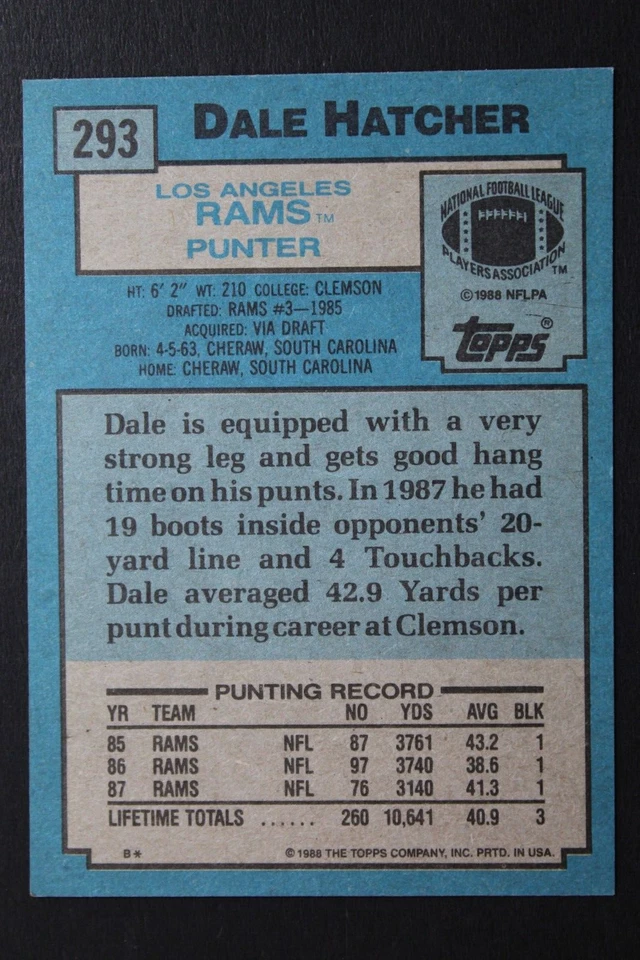 293
DALE HATCHER
LOS ANGELES
RAMS TM
PUNTER
NATIONAL FOOTBALL LEAGUE
PLAYERS ASSOCIATION TM
©1988 NFLPA
Topps®
HT: 6' 2" WT: 210 COLLEGE: CLEMSON
DRAFTED: RAMS #3—1985
ACQUIRED: VIA DRAFT
BORN: 4-5-63, CHERAW, SOUTH CAROLINA
HOME: CHERAW, SOUTH CAROLINA
Dale is equipped with a very
strong leg and gets good hang
time on his punts. In 1987 he had
19 boots inside opponents' 20-
yard line and 4 Touchbacks.
Dale averaged 42.9 Yards per
punt during career at Clemson.
PUNTING RECORD
YR TEAM NO YDS AVG BLK
85 RAMS NFL 87 3761 43.2 1
86 RAMS NFL 97 3740 38.6 1
87 RAMS NFL 76 3140 41.3 1
LIFETIME TOTALS ...... 260 10,641 40.9 3
B* ©1988 THE TOPPS COMPANY, INC. PRTD. IN USA.